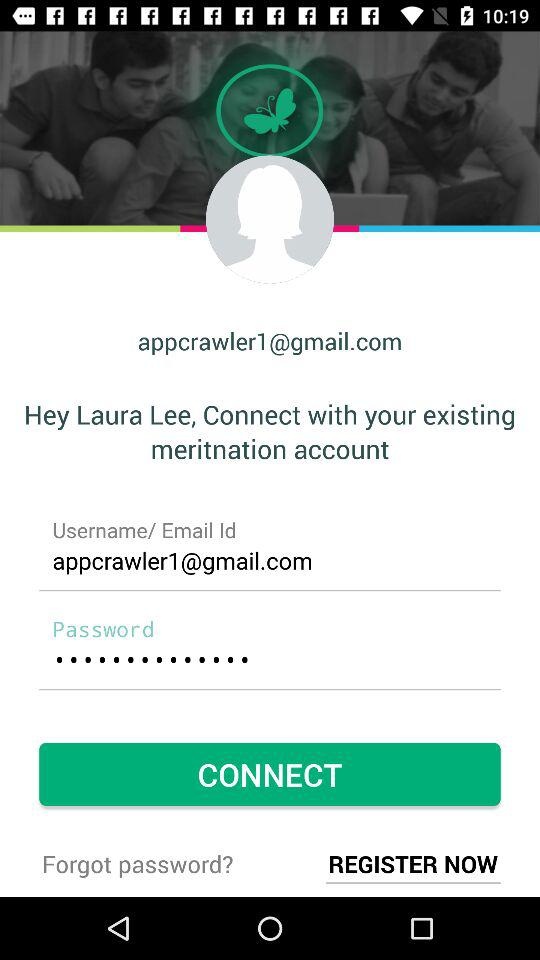 10:19
appcrawler1@gmail.com
Hey Laura Lee, Connect with your existing
meritnation account
Username/ Email Id
appcrawler1@gmail.com
Password
••••••••••••••
CONNECT
Forgot password?
REGISTER NOW